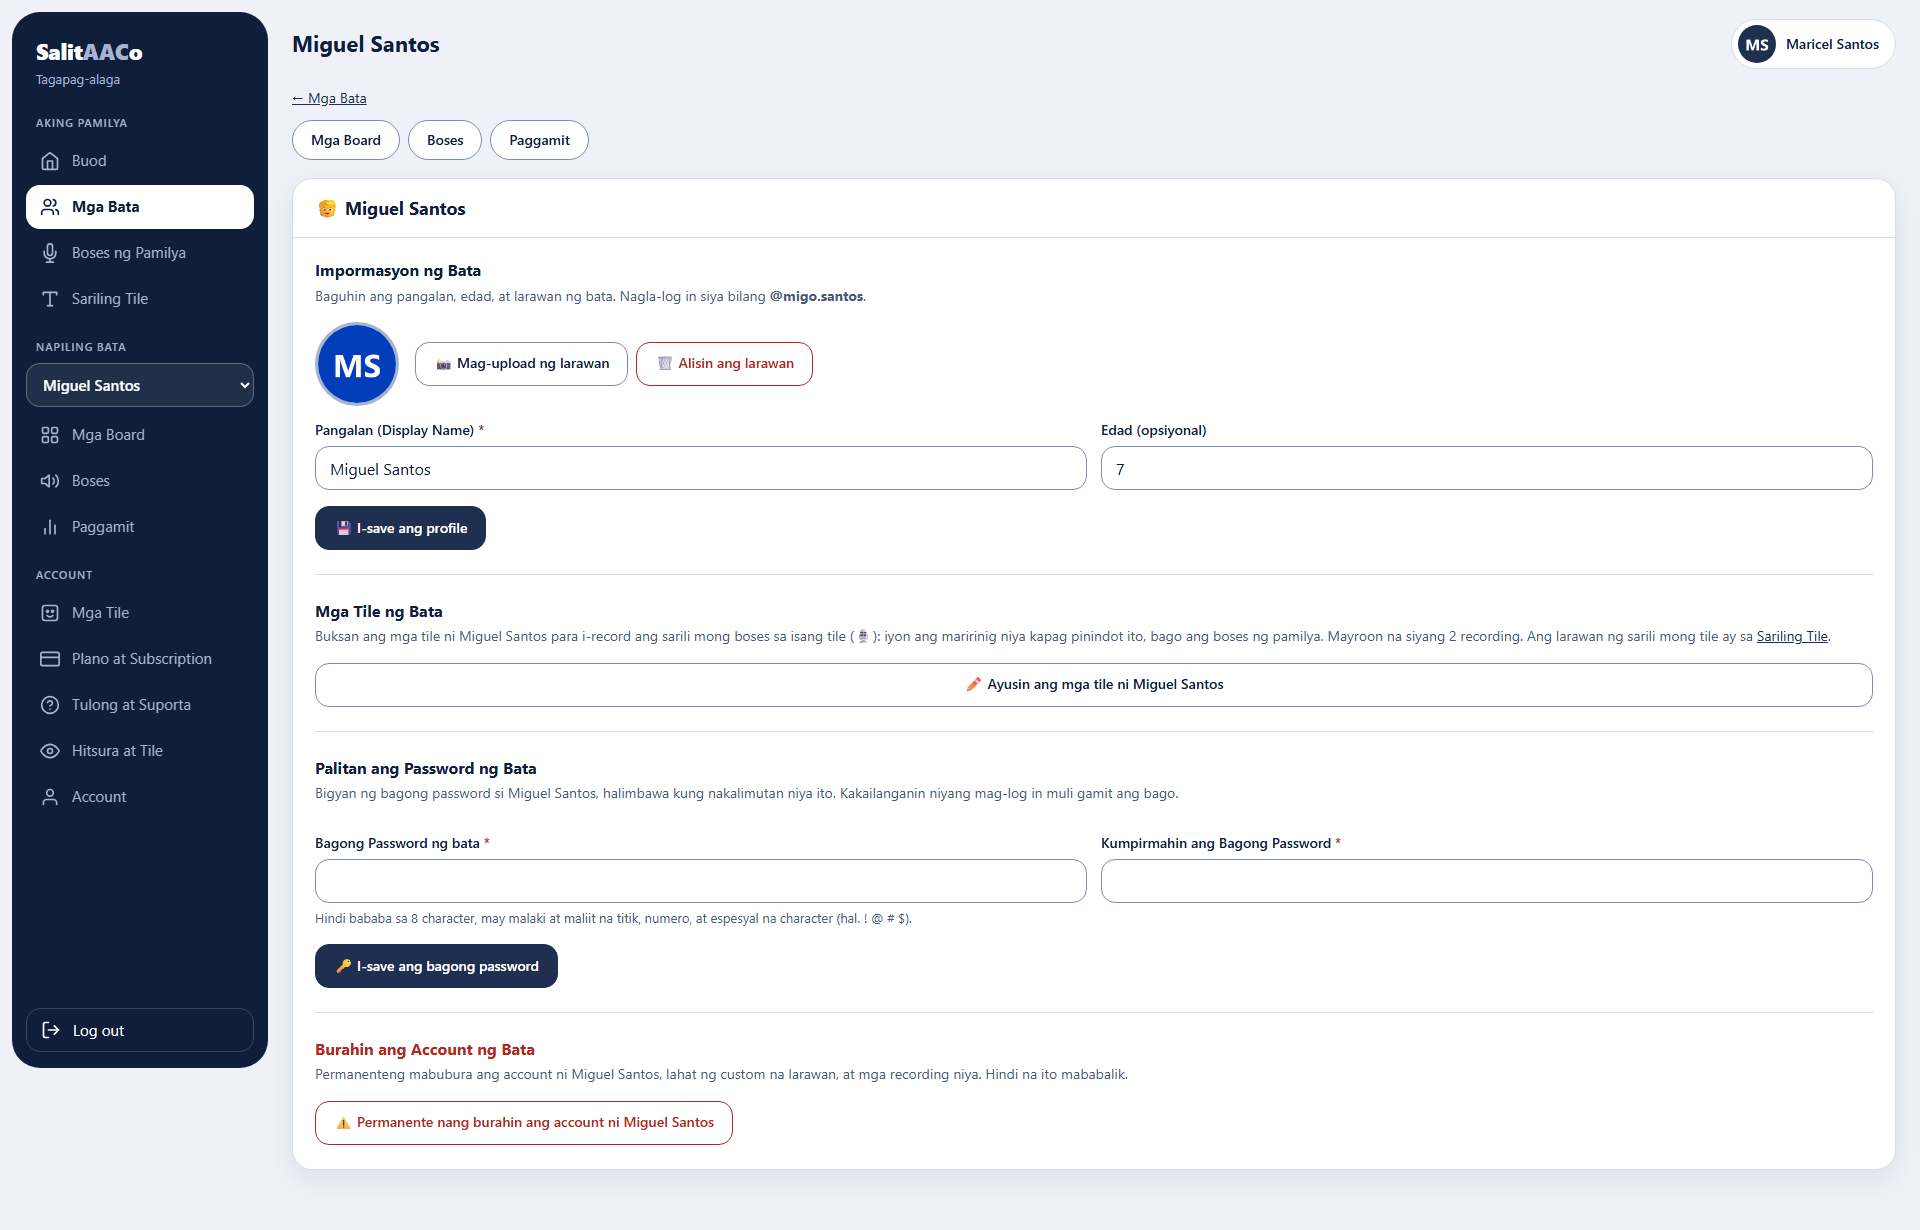 SalitAACo
Tagapag-alaga
AKING PAMILYA
Buod
Mga Bata
Boses ng Pamilya
Sariling Tile
NAPILING BATA
Miguel Santos
Mga Board
Boses
Paggamit
ACCOUNT
Mga Tile
Plano at Subscription
Tulong at Suporta
Hitsura at Tile
Account
Log out
Miguel Santos
MS Maricel Santos
← Mga Bata
Mga Board Boses Paggamit
Miguel Santos
Impormasyon ng Bata
Baguhin ang pangalan, edad, at larawan ng bata. Nagla-log in siya bilang @migo.santos.
MS Mag-upload ng larawan Alisin ang larawan
Pangalan (Display Name) * Edad (opsiyonal)
Miguel Santos 7
I-save ang profile
Mga Tile ng Bata
Buksan ang mga tile ni Miguel Santos para i-record ang sarili mong boses sa isang tile (🎙️): iyon ang maririnig niya kapag pinindot ito, bago ang boses ng pamilya. Mayroon na siyang 2 recording. Ang larawan ng sarili mong tile ay sa Sariling Tile.
Ayusin ang mga tile ni Miguel Santos
Palitan ang Password ng Bata
Bigyan ng bagong password si Miguel Santos, halimbawa kung nakalimutan niya ito. Kakailanganin niyang mag-log in muli gamit ang bago.
Bagong Password ng bata * Kumpirmahin ang Bagong Password *
Hindi bababa sa 8 character, may malaki at maliit na titik, numero, at espesyal na character (hal. ! @ # $).
I-save ang bagong password
Burahin ang Account ng Bata
Permanenteng mabubura ang account ni Miguel Santos, lahat ng custom na larawan, at mga recording niya. Hindi na ito mababalik.
Permanente nang burahin ang account ni Miguel Santos